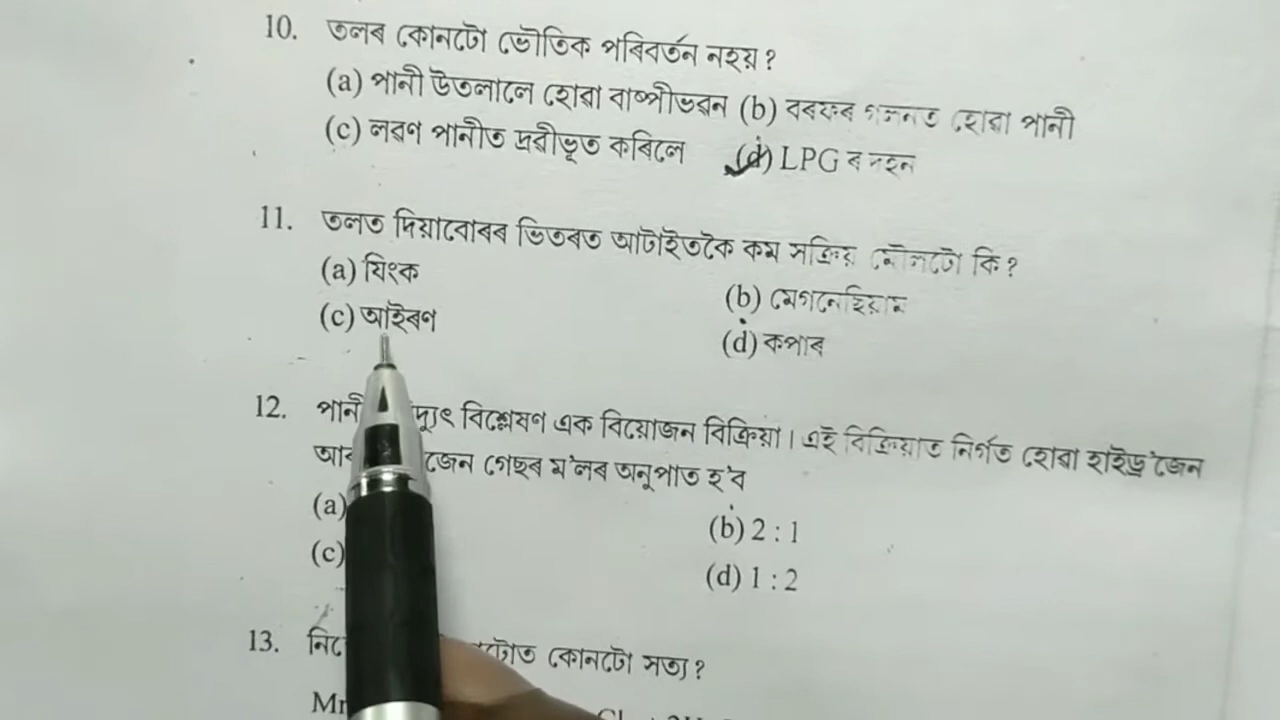 10. তলৰ কোনটো ভৌতিক পৰিবৰ্তন নহয় ?
(a) পানী উতলালে হোৱা বাষ্পীভৱন (b) বৰফৰ গলনত হোৱা পানী
(c) লৱণ পানীত দ্ৰৱীভূত কৰিলে (d) LPG ৰ দহন
11. তলত দিয়াবোৰৰ ভিতৰত আটাইতকৈ কম সক্ৰিয় মৌলটো কি ?
(a) যিংক (b) মেগনেছিয়াম
(c) আইৰণ (d) কপাৰ
12. বিশ্লেষণ এক বিয়োজন বিক্ৰিয়া। এই বিক্ৰিয়াত নিৰ্গত হোৱা হাইড্ৰ'জেন
গেছৰ ম'লৰ অনুপাত হ'ব
(a) (b) 2 : 1
(c) (d) 1 : 2
13. কোনটো সত্য ?